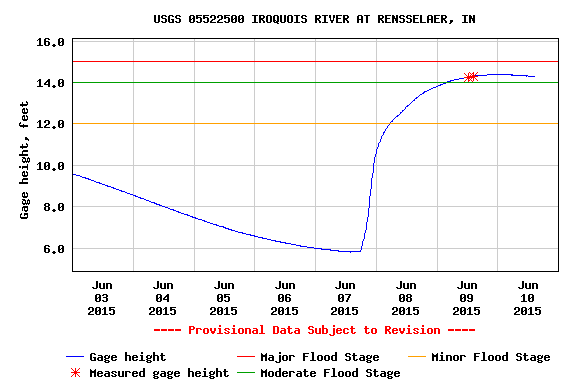 USGS 05522500 IROQUOIS RIVER AT RENSSELAER, IN
Gage height, feet
16.0
14.0
12.0
10.0
8.0
6.0
Jun Jun Jun Jun Jun Jun Jun Jun
03 04 05 06 07 08 09 10
2015 2015 2015 2015 2015 2015 2015 2015
---- Provisional Data Subject to Revision ----
Gage height Major Flood Stage Minor Flood Stage
Measured gage height Moderate Flood Stage